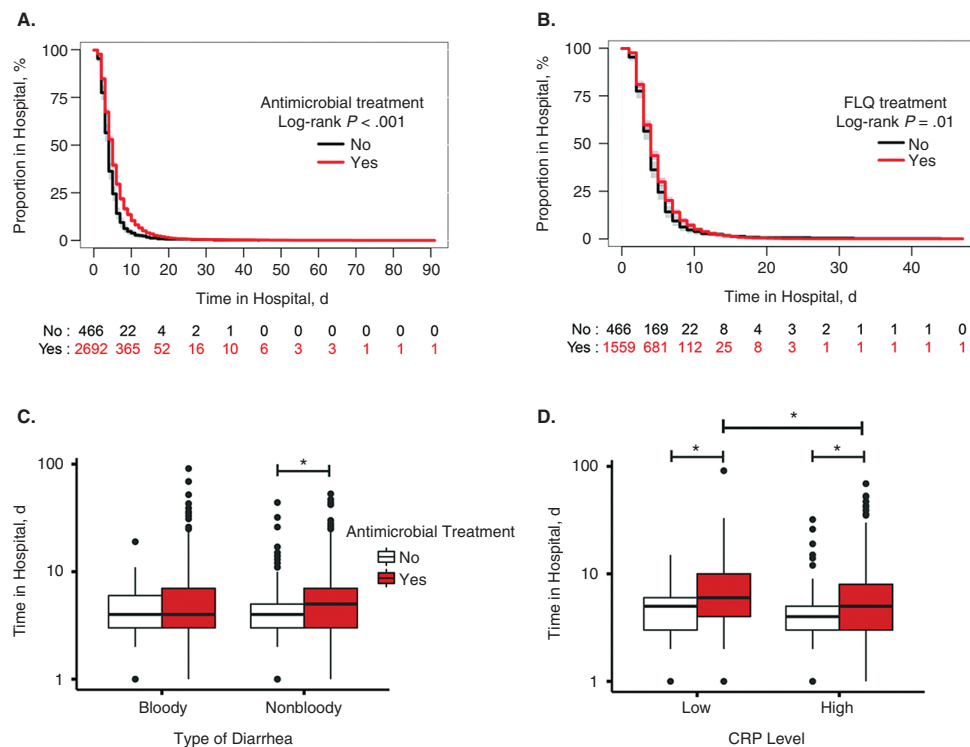 A.
Proportion in Hospital, %
100
75
50
25
0
Antimicrobial treatment
Log-rank P < .001
No
Yes
0 10 20 30 40 50 60 70 80 90
Time in Hospital, d
No : 466 22 4 2 1 0 0 0 0 0 0
Yes : 2692 365 52 16 10 6 3 3 1 1 1
B.
Proportion in Hospital, %
100
75
50
25
0
FLQ treatment
Log-rank P = .01
No
Yes
0 10 20 30 40
Time in Hospital, d
No : 466 169 22 8 4 3 2 1 1 1 0
Yes : 1559 681 112 25 8 3 1 1 1 1 1
C.
Time in Hospital, d
100
10
1
*
Antimicrobial Treatment
No
Yes
Bloody Nonbloody
Type of Diarrhea
D.
Time in Hospital, d
100
10
1
*
* *
Low High
CRP Level